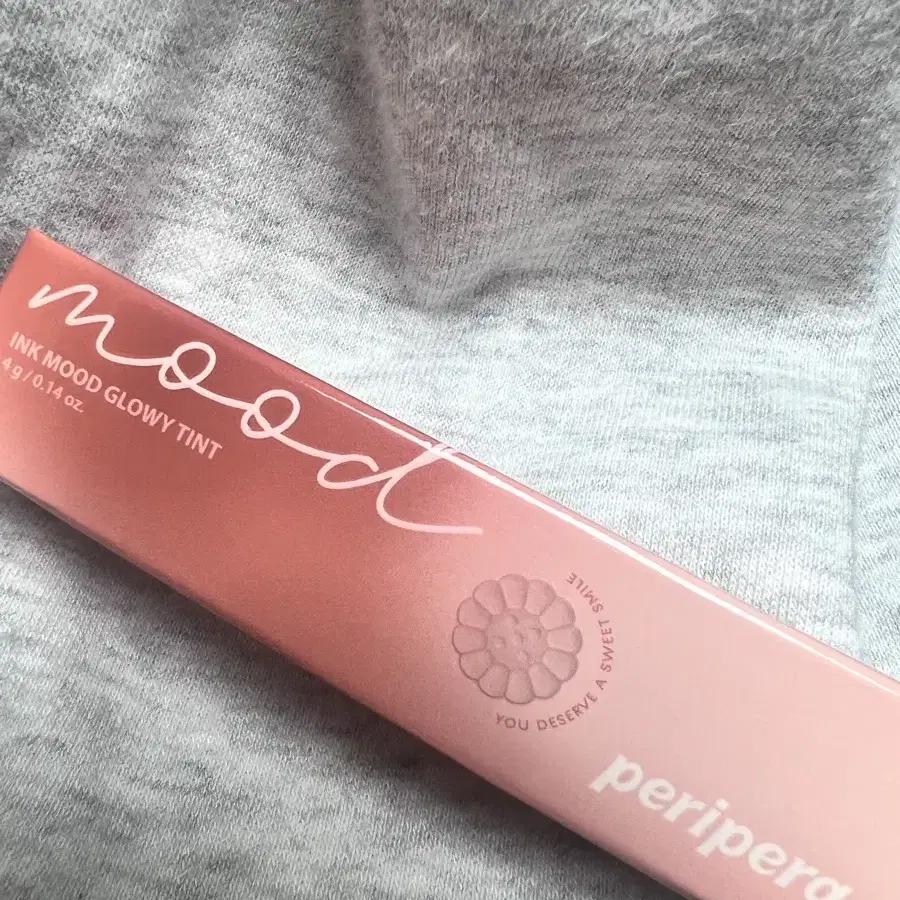 mood
INK MOOD GLOWY TINT
4 g / 0.14 oz.
YOU DESERVE A SWEET SMILE
peripera